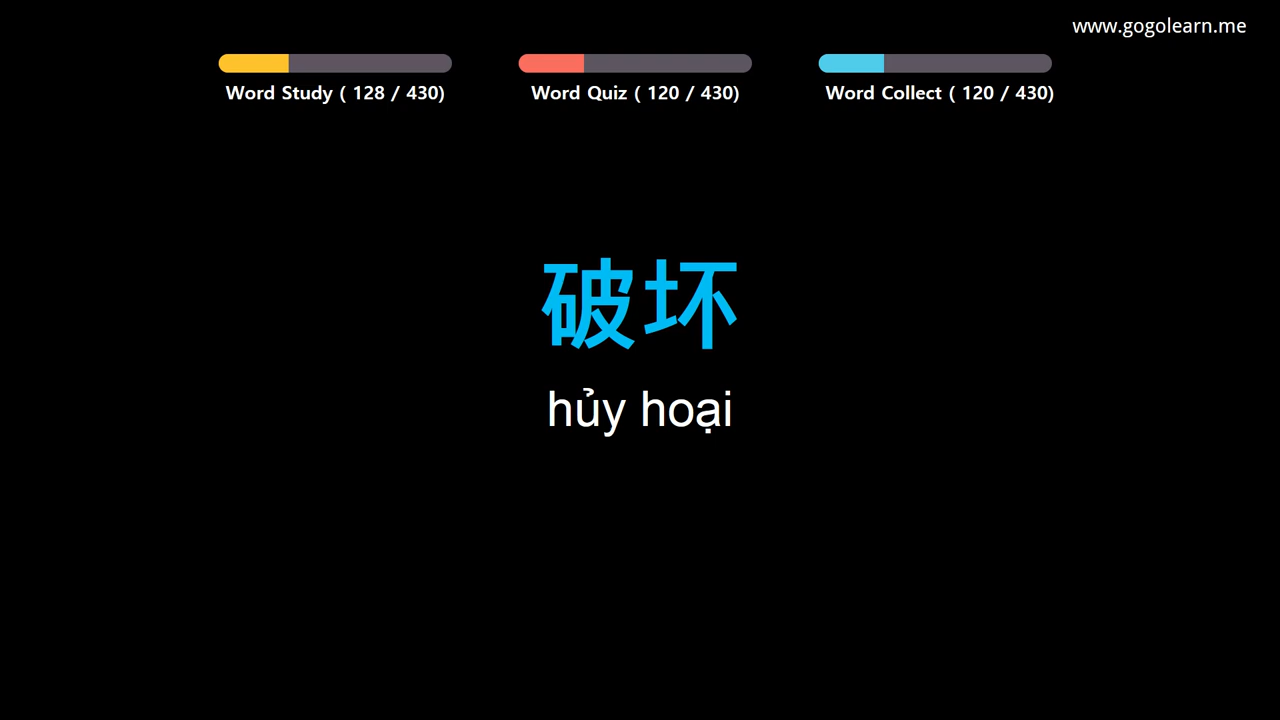 www.gogolearn.me
Word Study ( 128 / 430)
Word Quiz ( 120 / 430)
Word Collect ( 120 / 430)
破坏
hủy hoại